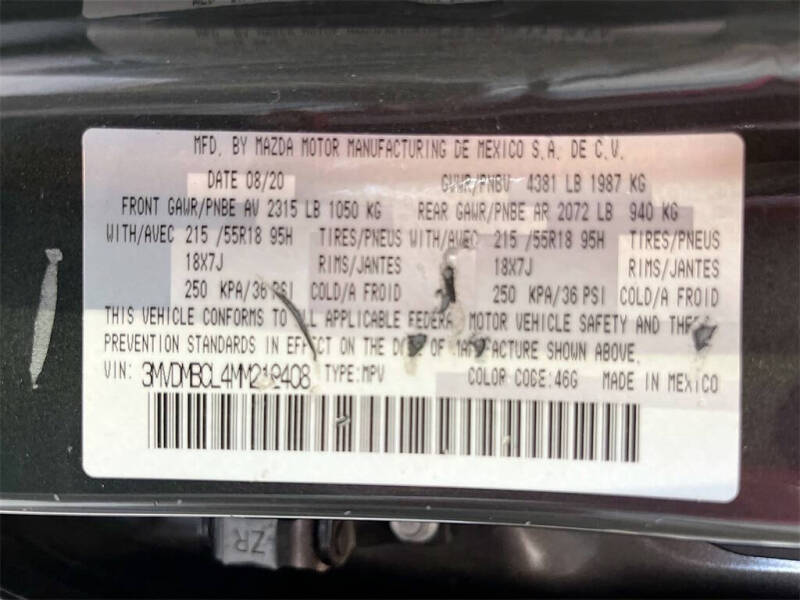 MFD. BY MAZDA MOTOR MANUFACTURING DE MEXICO S.A. DE C.V.
DATE 08/20 GVWR/PNBV 4381 LB 1987 KG
FRONT GAWR/PNBE AV 2315 LB 1050 KG REAR GAWR/PNBE AR 2072 LB 940 KG
WITH/AVEC 215 /55R18 95H TIRES/PNEUS WITH/AVEC 215 /55R18 95H TIRES/PNEUS
18X7J RIMS/JANTES 18X7J RIMS/JANTES
250 KPA/36 PSI COLD/A FROID 250 KPA/36 PSI COLD/A FROID
THIS VEHICLE CONFORMS TO ALL APPLICABLE FEDERAL MOTOR VEHICLE SAFETY AND THEFT
PREVENTION STANDARDS IN EFFECT ON THE DATE OF MANUFACTURE SHOWN ABOVE.
VIN: 3MVDMBCL4MM219408 TYPE:MPV COLOR CODE:46G MADE IN MEXICO
ZR